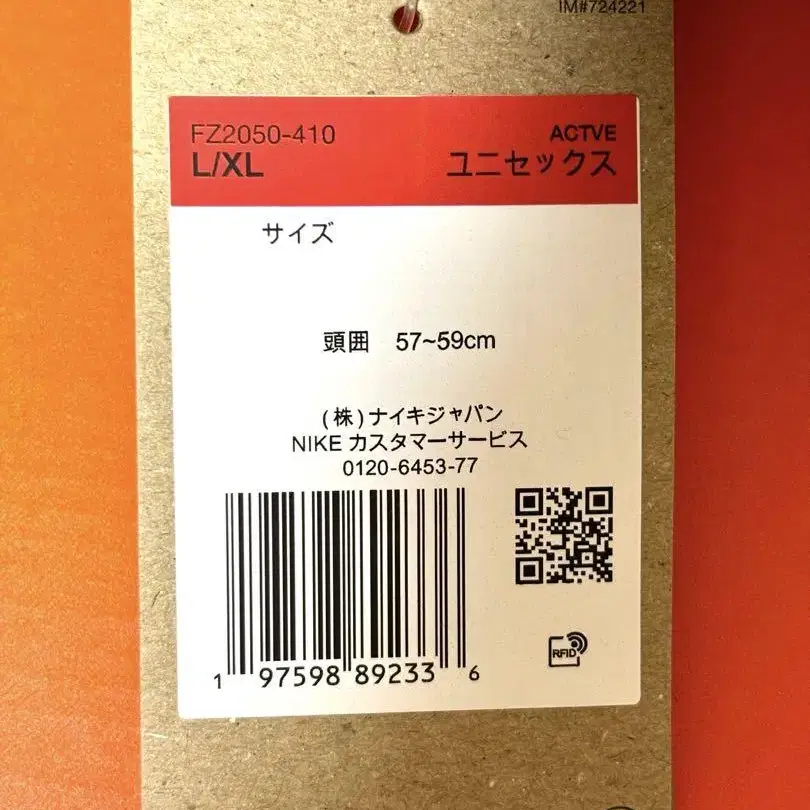 IM#724221
FZ2050-410
ACTVE
L/XL
ユニセックス
サイズ
頭囲 57~59cm
(株)ナイキジャパン
NIKE カスタマーサービス
0120-6453-77
1 97598 89233 6
RFID